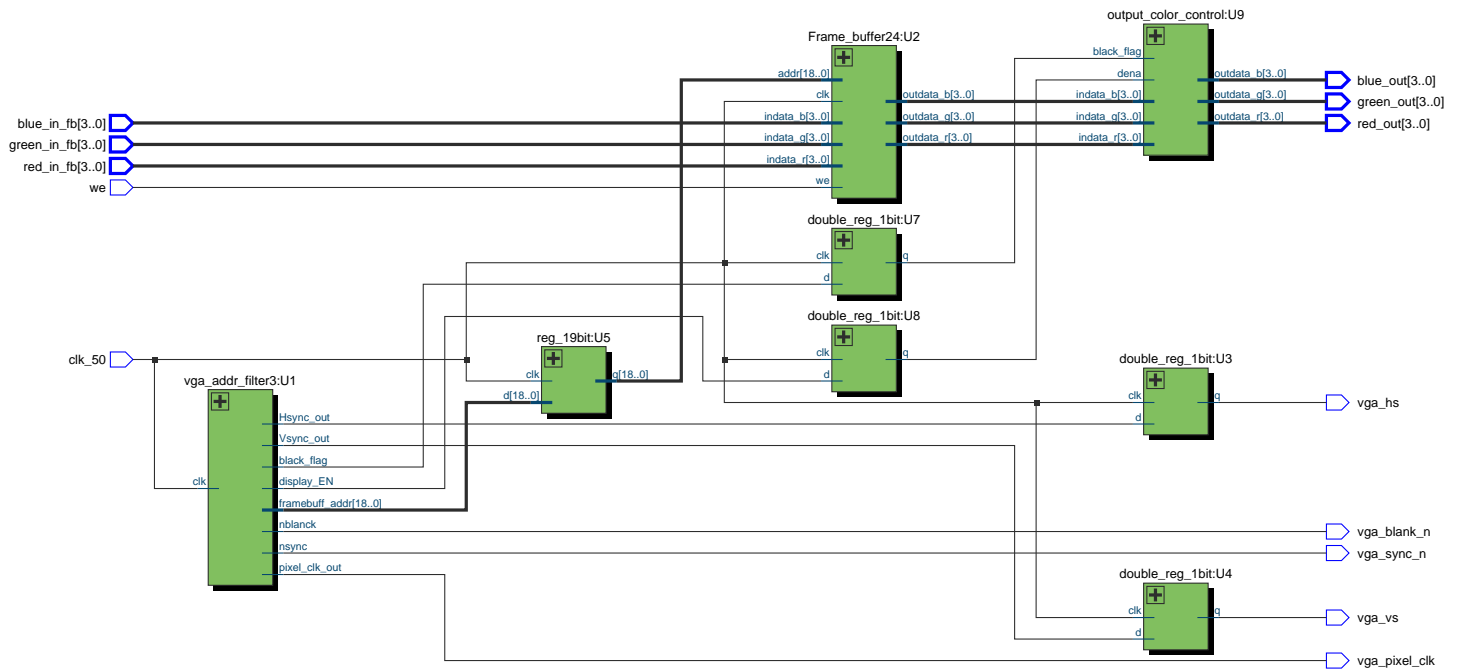 output_color_control:U9
Frame_buffer24:U2
black_flag
addr[18..0]
dena
outdata_b[3..0]
blue_out[3..0]
clk
outdata_b[3..0]
indata_b[3..0]
outdata_g[3..0]
green_out[3..0]
blue_in_fb[3..0]
indata_b[3..0]
outdata_g[3..0]
indata_g[3..0]
outdata_r[3..0]
red_out[3..0]
green_in_fb[3..0]
indata_g[3..0]
outdata_r[3..0]
indata_r[3..0]
red_in_fb[3..0]
indata_r[3..0]
we
we
double_reg_1bit:U7
clk
q
d
double_reg_1bit:U8
reg_19bit:U5
clk_50
clk
q
double_reg_1bit:U3
vga_addr_filter3:U1
clk
q[18..0]
d
d[18..0]
clk
q
vga_hs
Hsync_out
d
Vsync_out
black_flag
clk
display_EN
framebuff_addr[18..0]
nblanck
vga_blank_n
nsync
vga_sync_n
pixel_clk_out
double_reg_1bit:U4
clk
q
vga_vs
d
vga_pixel_clk